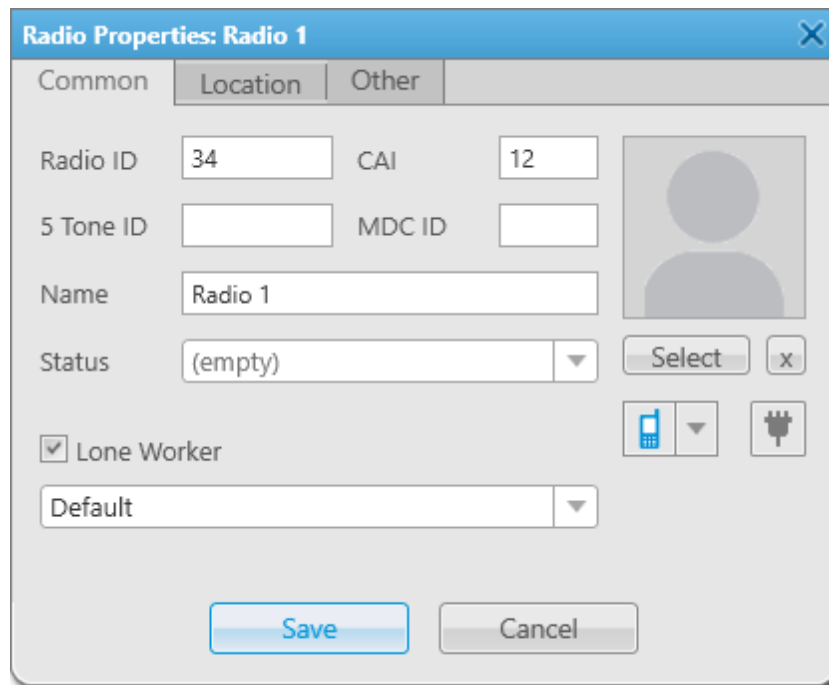 Radio Properties: Radio 1
Common Location Other
Radio ID 34 CAI 12
5 Tone ID MDC ID
Name Radio 1
Status (empty) Select x
Lone Worker
Default
Save Cancel